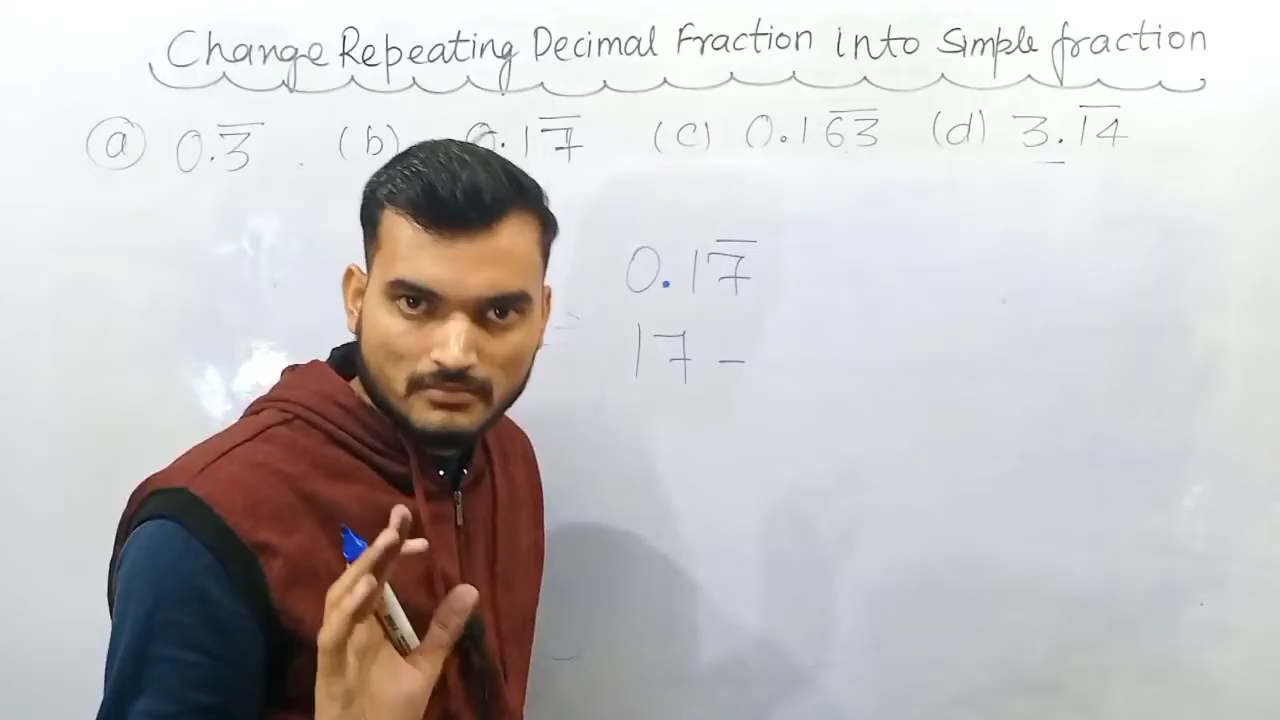 Change Repeating Decimal Fraction into Simple fraction
(a) 0.3̅ (b) 0.17̅ (c) 0.16̅3̅ (d) 3.1̅4̅
0.17̅
17 -